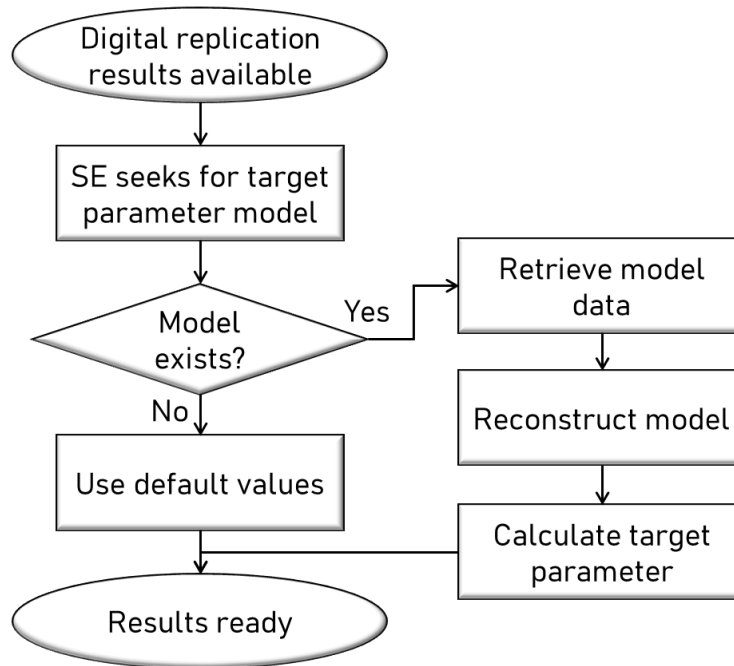 Digital replication
results available
SE seeks for target
parameter model
Model
exists?
Yes
No
Use default values
Retrieve model
data
Reconstruct model
Calculate target
parameter
Results ready